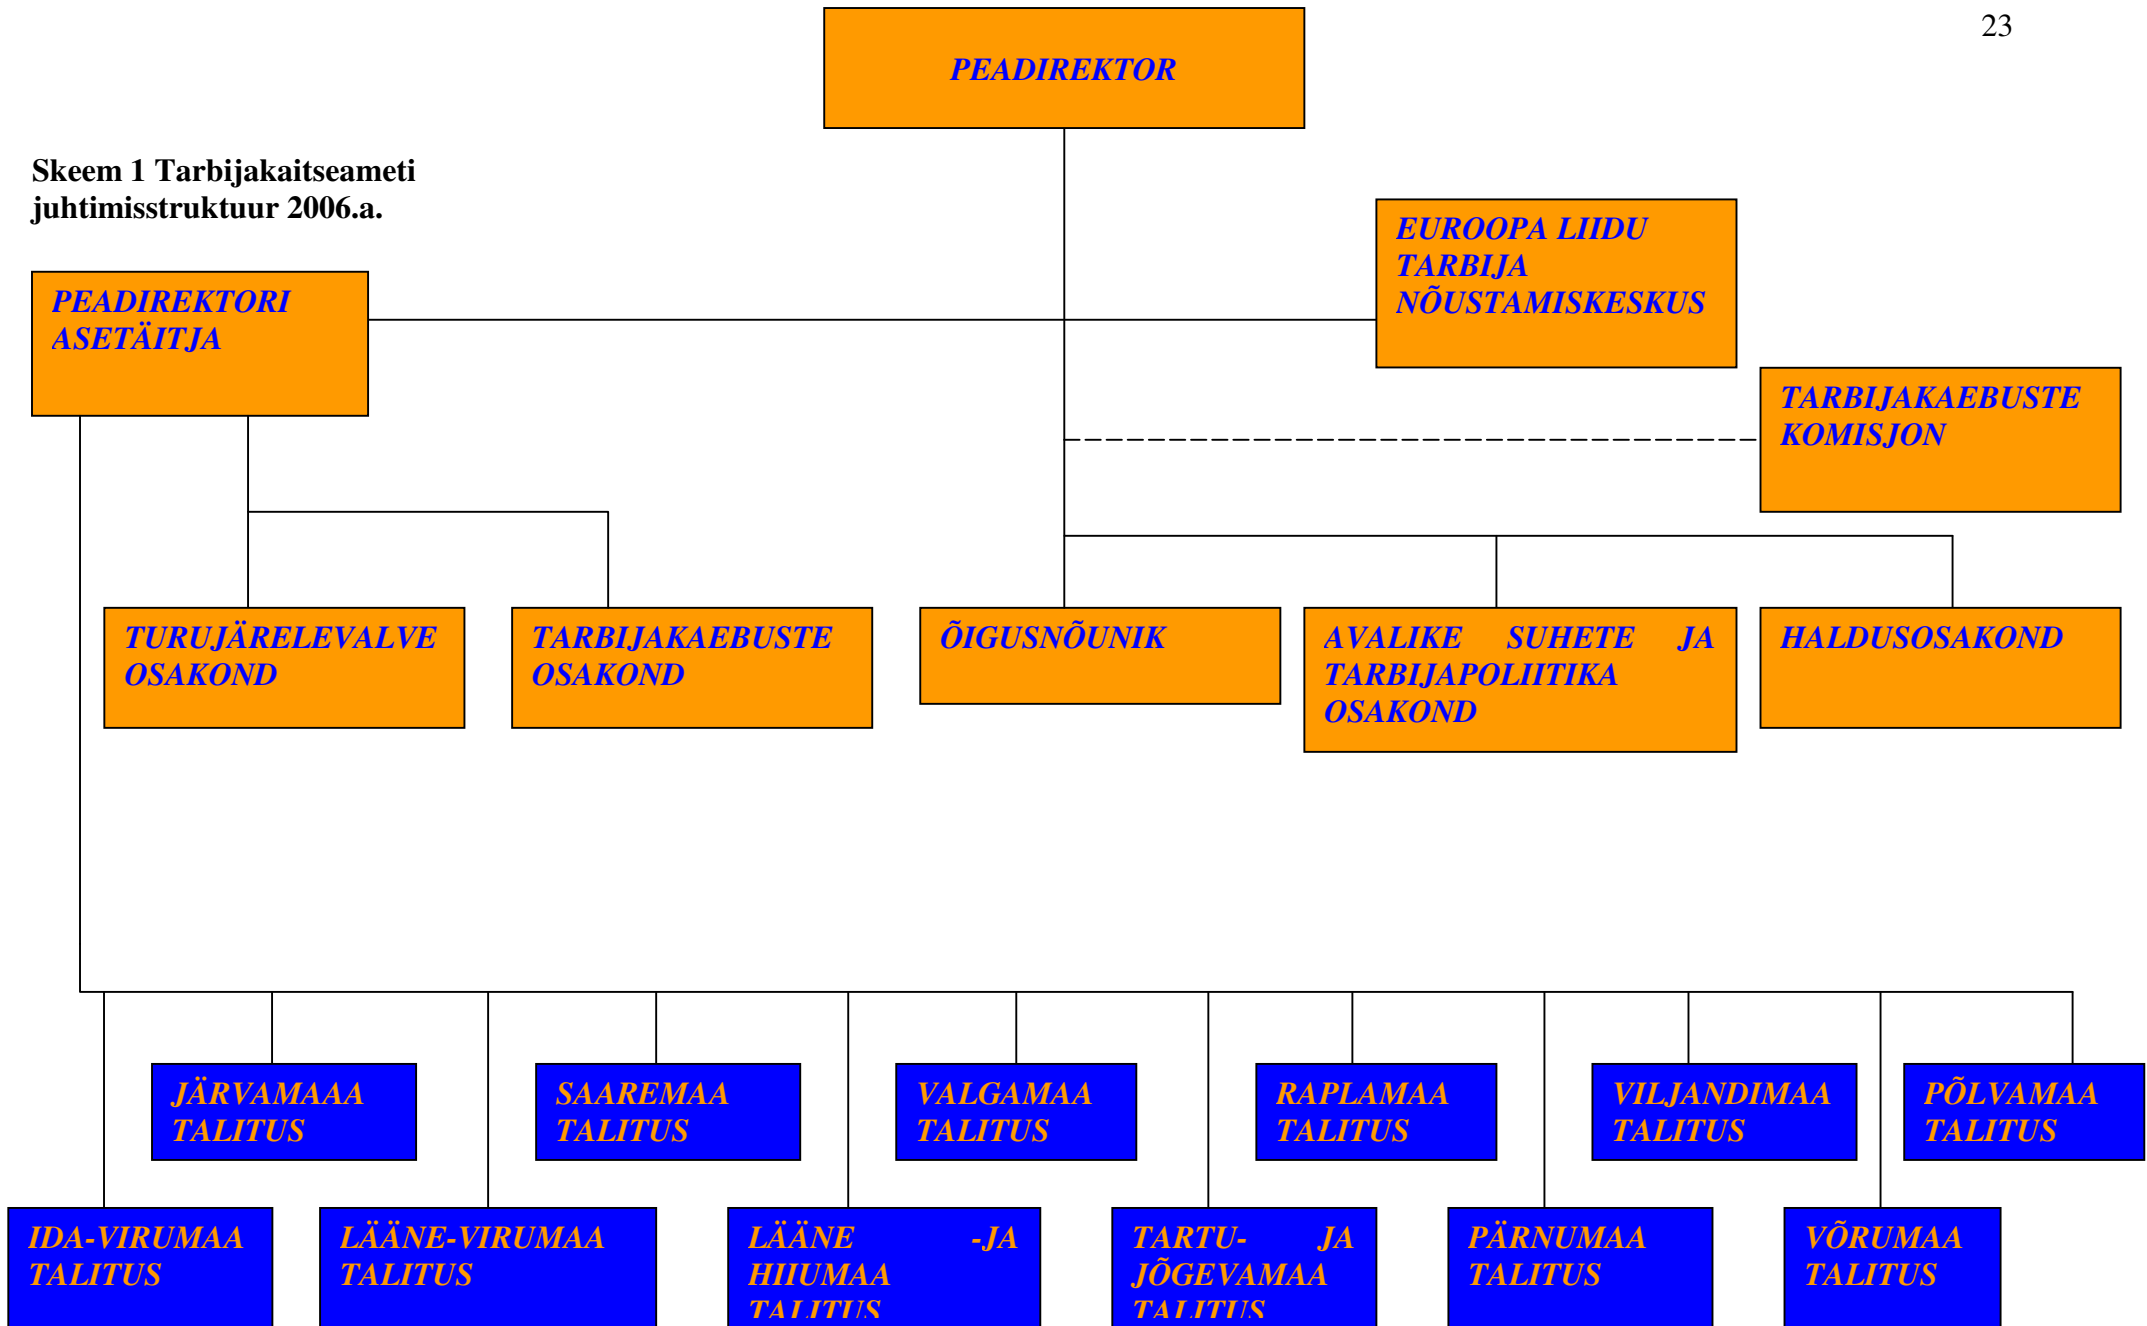 23
PEADIREKTOR
Skeem 1 Tarbijakaitseameti
juhtimisstruktuur 2006.a.
EUROOPA LIIDU
TARBIJA
NÕUSTAMISKESKUS
PEADIREKTORI
ASETÄITJA
TARBIJAKAEBUSTE
KOMISJON
TURUJÄRELEVALVE
OSAKOND
TARBIJAKAEBUSTE
OSAKOND
ÕIGUSNÕUNIK
AVALIKE SUHETE JA
TARBIJAPOLIITIKA
OSAKOND
HALDUSOSAKOND
JÄRVAMAAA
TALITUS
SAAREMAA
TALITUS
VALGAMAA
TALITUS
RAPLAMAA
TALITUS
VILJANDIMAA
TALITUS
PÕLVAMAA
TALITUS
IDA-VIRUMAA
TALITUS
LÄÄNE-VIRUMAA
TALITUS
LÄÄNE -JA
HIIUMAA
TALITUS
TARTU- JA
JÕGEVAMAA
TALITUS
PÄRNUMAA
TALITUS
VÕRUMAA
TALITUS